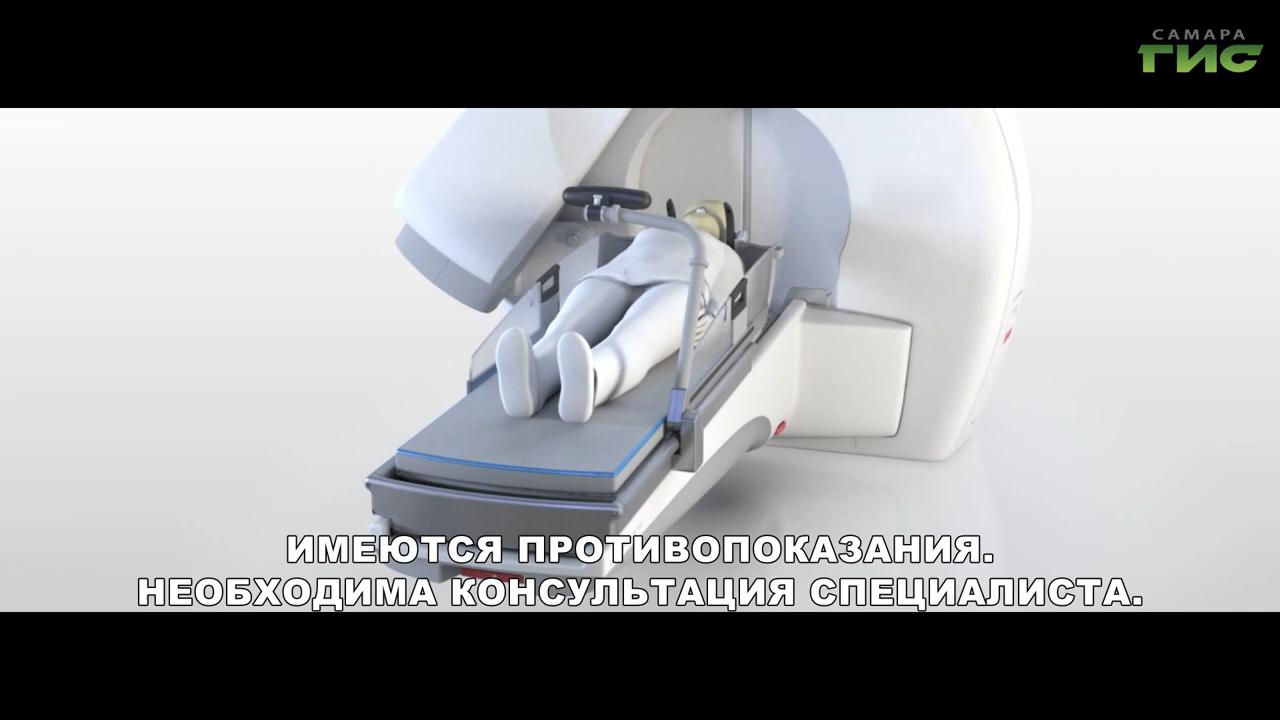 САМАРА
ГИС
ИМЕЮТСЯ ПРОТИВОПОКАЗАНИЯ.
НЕОБХОДИМА КОНСУЛЬТАЦИЯ СПЕЦИАЛИСТА.